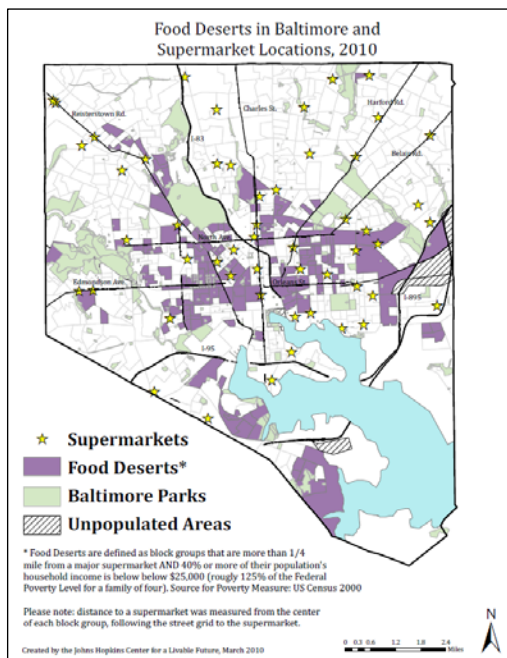 Food Deserts in Baltimore and
Supermarket Locations, 2010
Reisterstown Rd.
Charles St.
Harford Rd.
I-83
Belair Rd.
North Ave.
Edmondson Ave.
Orleans St.
I-895
I-95
Supermarkets
Food Deserts*
Baltimore Parks
Unpopulated Areas
* Food Deserts are defined as block groups that are more than 1/4
mile from a major supermarket AND 40% or more of their population's
household income is below below $25,000 (roughly 125% of the Federal
Poverty Level for a family of four). Source for Poverty Measure: US Census 2000
Please note: distance to a supermarket was measured from the center
of each block group, following the street grid to the supermarket.
N
0 0.3 0.6 1.2 1.8 2.4
Miles
Created by the Johns Hopkins Center for a Livable Future, March 2010